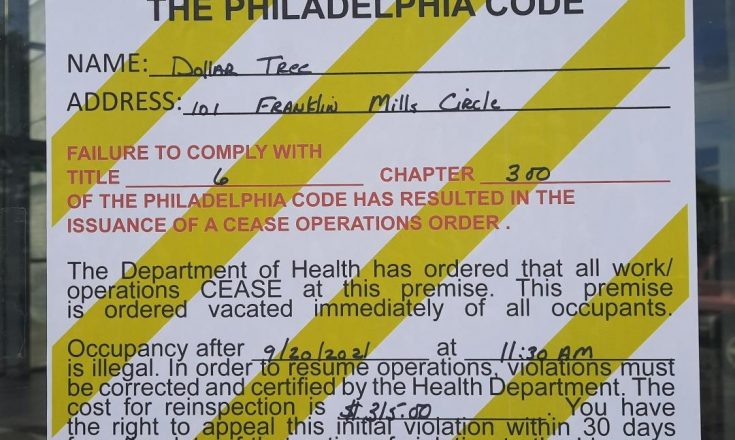 THE PHILADELPHIA CODE
NAME: Dollar Tree
ADDRESS: 101 Franklin Mills Circle
FAILURE TO COMPLY WITH
TITLE 6 CHAPTER 300
OF THE PHILADELPHIA CODE HAS RESULTED IN THE
ISSUANCE OF A CEASE OPERATIONS ORDER .
The Department of Health has ordered that all work/
operations CEASE at this premise. This premise
is ordered vacated immediately of all occupants.
Occupancy after 9/20/2021 at 11:30 AM
is illegal. In order to resume operations, violations must
be corrected and certified by the Health Department. The
cost for reinspection is $315.00 . You have
the right to appeal this initial violation within 30 days